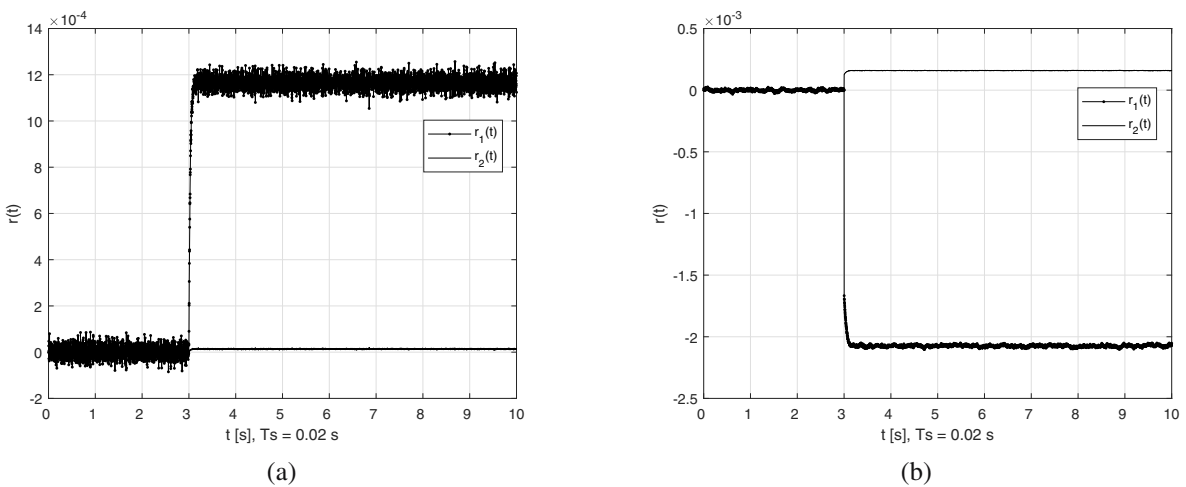 ×10⁻⁴
14
12
10
8
6
4
2
0
-2
r(t)
r₁(t)
r₂(t)
0 1 2 3 4 5 6 7 8 9 10
t [s], Ts = 0.02 s
(a)
×10⁻³
0.5
0
-0.5
-1
-1.5
-2
-2.5
r(t)
r₁(t)
r₂(t)
0 1 2 3 4 5 6 7 8 9 10
t [s], Ts = 0.02 s
(b)